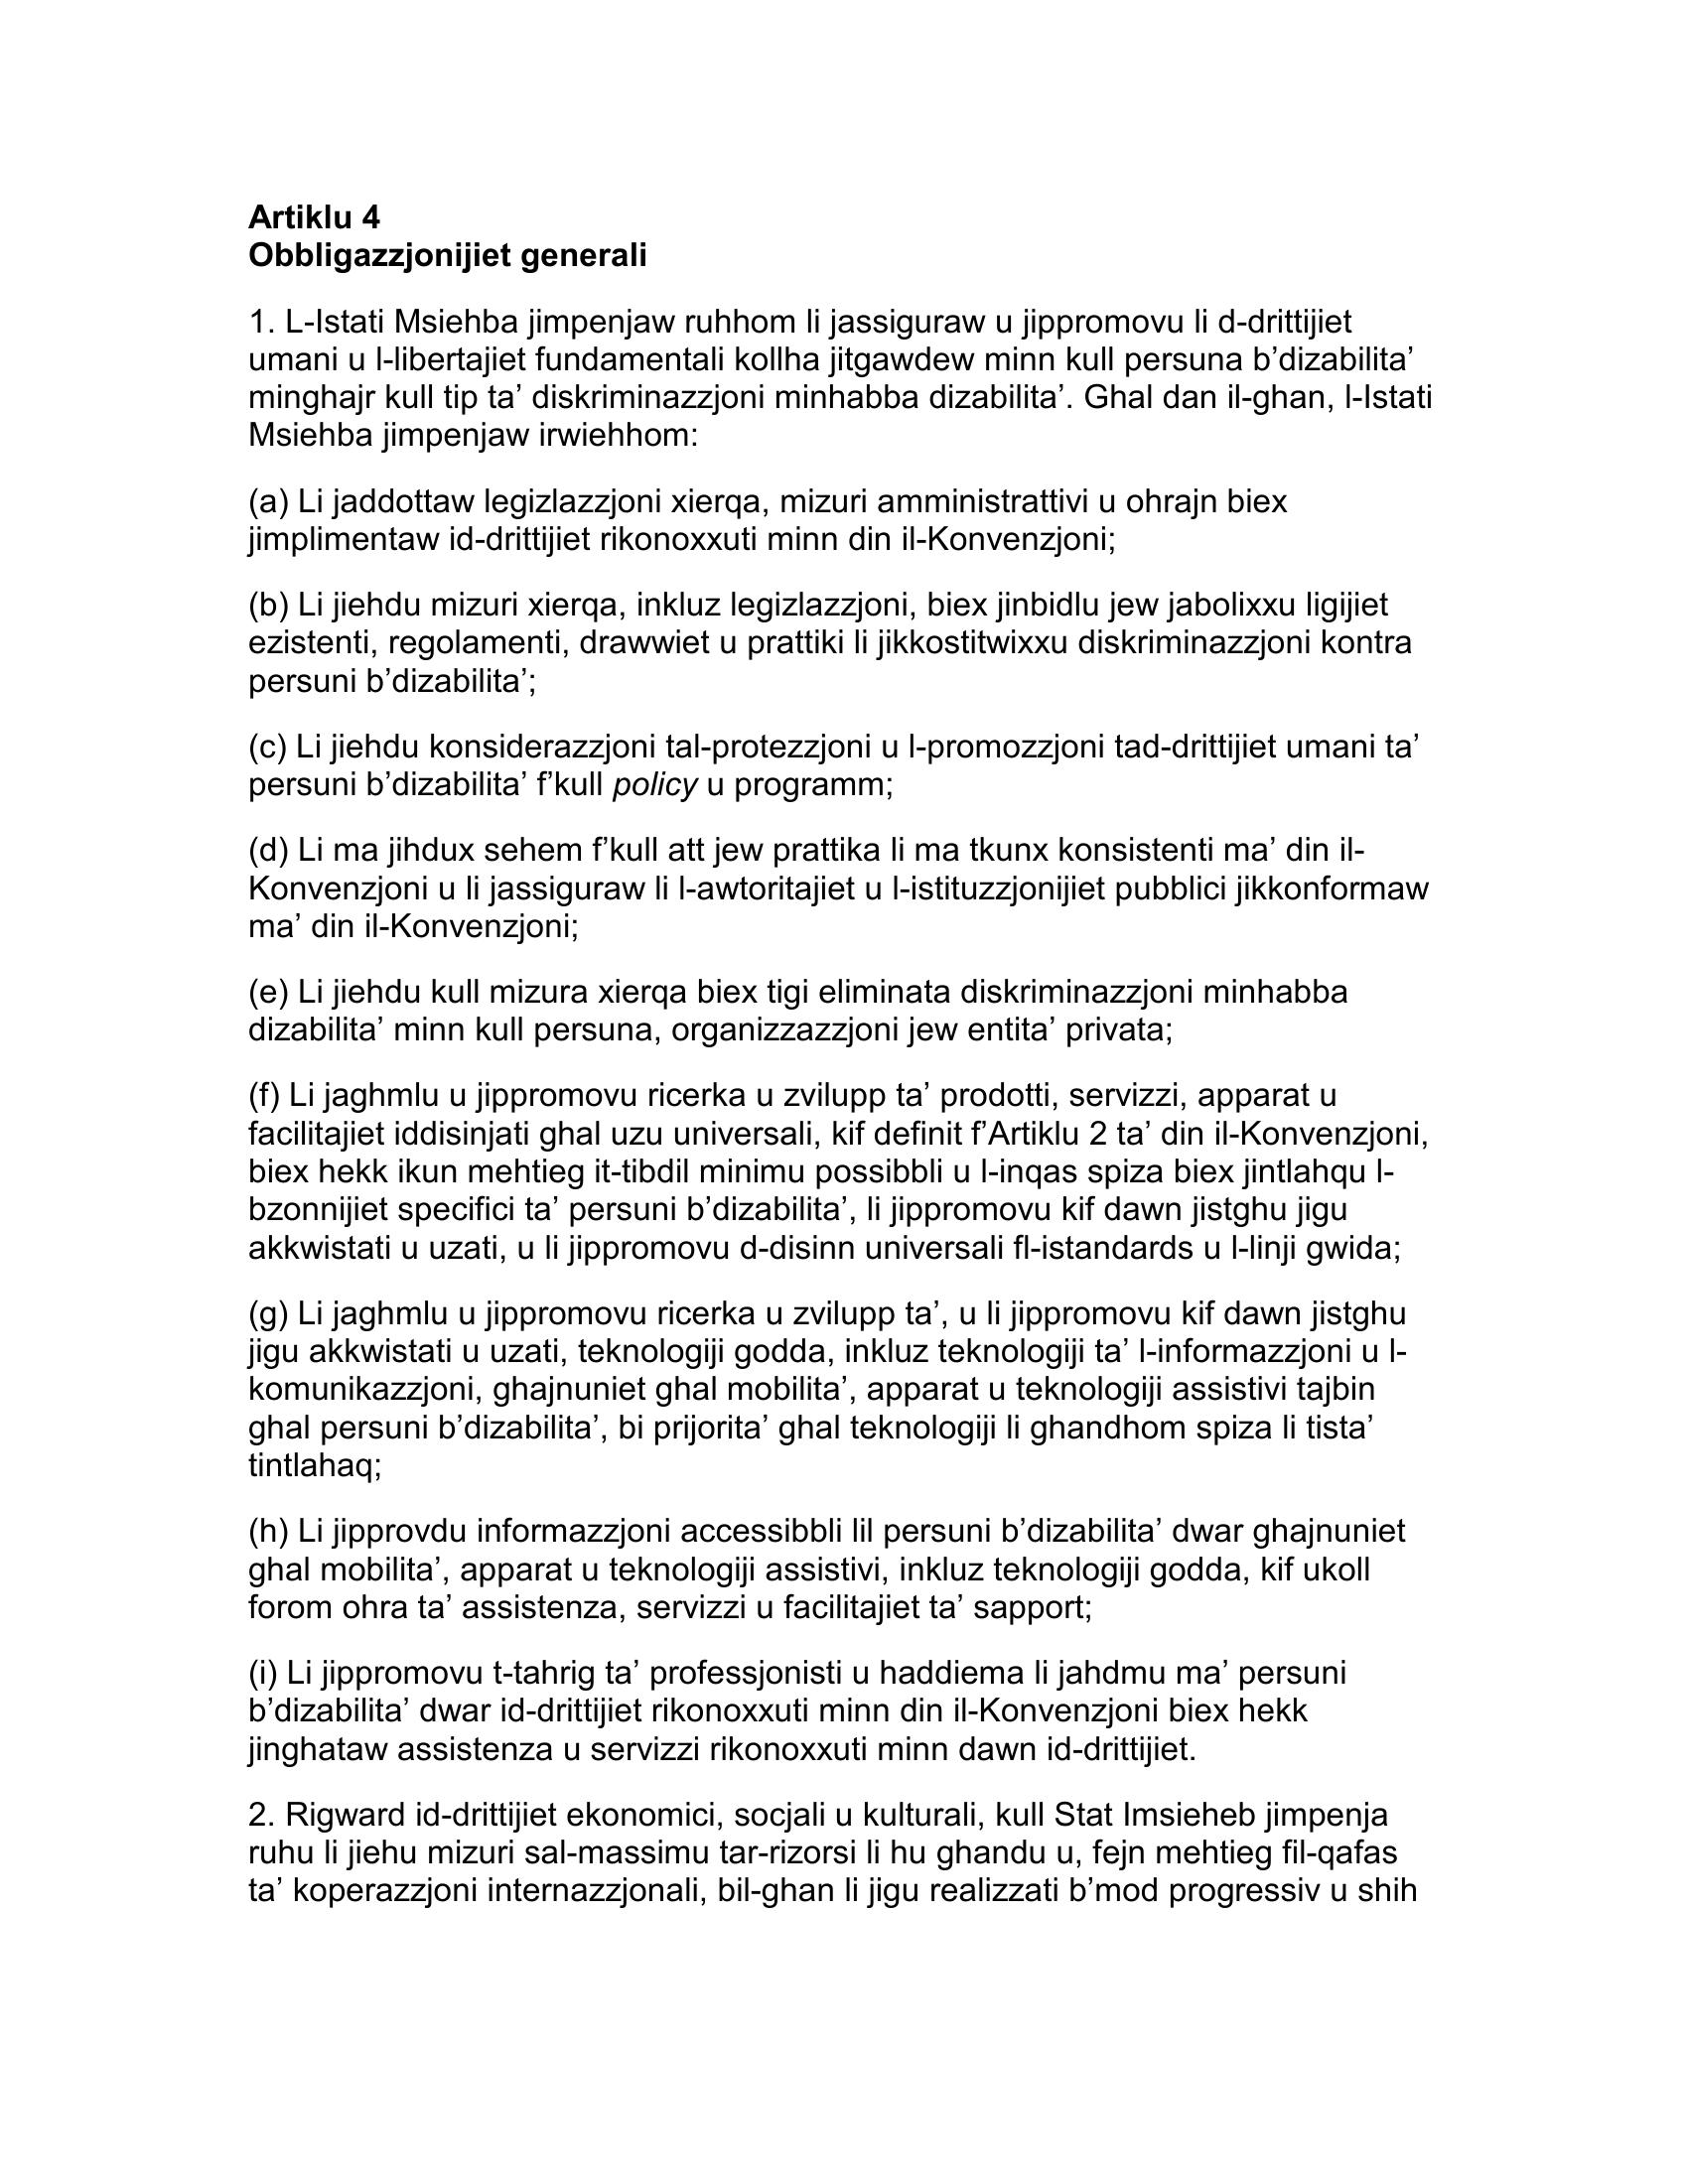 Artiklu 4
Obbligazzjonijiet generali
1. L-Istati Msiehba jimpenjaw ruhhom li jassiguraw u jippromovu li d-drittijiet
umani u l-libertajiet fundamentali kollha jitgawdew minn kull persuna b’dizabilita’
minghajr kull tip ta’ diskriminazzjoni minhabba dizabilita’. Ghal dan il-ghan, l-Istati
Msiehba jimpenjaw irwiehhom:
(a) Li jaddottaw legizlazzjoni xierqa, mizuri amministrattivi u ohrajn biex
jimplimentaw id-drittijiet rikonoxxuti minn din il-Konvenzjoni;
(b) Li jiehdu mizuri xierqa, inkluz legizlazzjoni, biex jinbidlu jew jabolixxu ligijiet
ezistenti, regolamenti, drawwiet u prattiki li jikkostitwixxu diskriminazzjoni kontra
persuni b’dizabilita’;
(c) Li jiehdu konsiderazzjoni tal-protezzjoni u l-promozzjoni tad-drittijiet umani ta’
persuni b’dizabilita’ f’kull policy u programm;
(d) Li ma jihdux sehem f’kull att jew prattika li ma tkunx konsistenti ma’ din il-
Konvenzjoni u li jassiguraw li l-awtoritajiet u l-istituzzjonijiet pubblici jikkonformaw
ma’ din il-Konvenzjoni;
(e) Li jiehdu kull mizura xierqa biex tigi eliminata diskriminazzjoni minhabba
dizabilita’ minn kull persuna, organizzazzjoni jew entita’ privata;
(f) Li jaghmlu u jippromovu ricerka u zvilupp ta’ prodotti, servizzi, apparat u
facilitajiet iddisinjati ghal uzu universali, kif definit f’Artiklu 2 ta’ din il-Konvenzjoni,
biex hekk ikun mehtieg it-tibdil minimu possibbli u l-inqas spiza biex jintlahqu l-
bzonnijiet specifici ta’ persuni b’dizabilita’, li jippromovu kif dawn jistghu jigu
akkwistati u uzati, u li jippromovu d-disinn universali fl-istandards u l-linji gwida;
(g) Li jaghmlu u jippromovu ricerka u zvilupp ta’, u li jippromovu kif dawn jistghu
jigu akkwistati u uzati, teknologiji godda, inkluz teknologiji ta’ l-informazzjoni u l-
komunikazzjoni, ghajnuniet ghal mobilita’, apparat u teknologiji assistivi tajbin
ghal persuni b’dizabilita’, bi prijorita’ ghal teknologiji li ghandhom spiza li tista’
tintlahaq;
(h) Li jipprovdu informazzjoni accessibbli lil persuni b’dizabilita’ dwar ghajnuniet
ghal mobilita’, apparat u teknologiji assistivi, inkluz teknologiji godda, kif ukoll
forom ohra ta’ assistenza, servizzi u facilitajiet ta’ sapport;
(i) Li jippromovu t-tahrig ta’ professjonisti u haddiema li jahdmu ma’ persuni
b’dizabilita’ dwar id-drittijiet rikonoxxuti minn din il-Konvenzjoni biex hekk
jinghataw assistenza u servizzi rikonoxxuti minn dawn id-drittijiet.
2. Rigward id-drittijiet ekonomici, socjali u kulturali, kull Stat Imsieheb jimpenja
ruhu li jiehu mizuri sal-massimu tar-rizorsi li hu ghandu u, fejn mehtieg fil-qafas
ta’ koperazzjoni internazzjonali, bil-ghan li jigu realizzati b’mod progressiv u shih